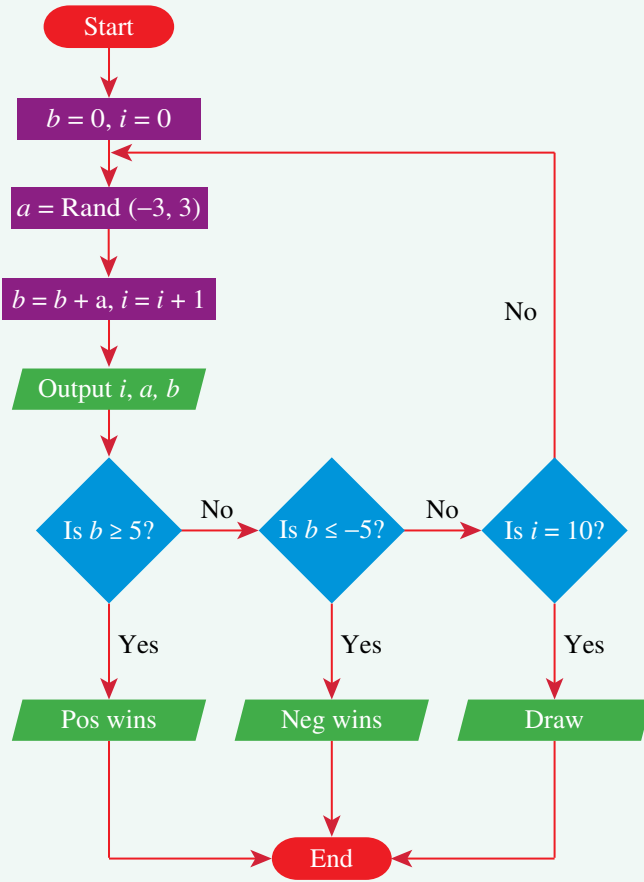 Start
b = 0, i = 0
a = Rand (−3, 3)
b = b + a, i = i + 1
No
Output i, a, b
Is b ≥ 5?
No
Is b ≤ −5?
No
Is i = 10?
Yes
Yes
Yes
Pos wins
Neg wins
Draw
End